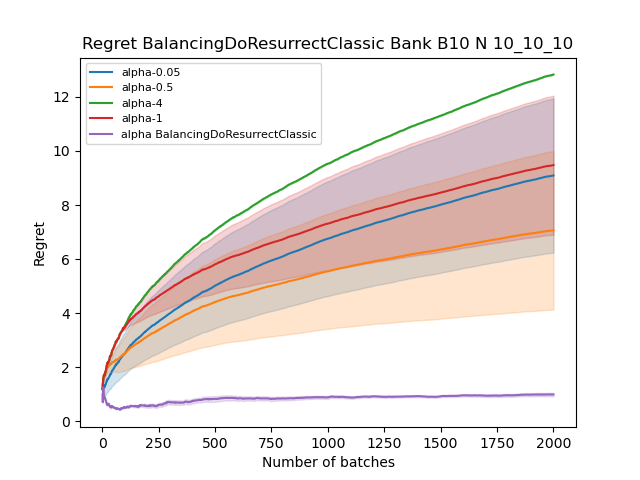 Regret BalancingDoResurrectClassic Bank B10 N 10_10_10
alpha-0.05
alpha-0.5
alpha-4
alpha-1
alpha BalancingDoResurrectClassic
12
10
8
6
4
2
0
Regret
0 250 500 750 1000 1250 1500 1750 2000
Number of batches